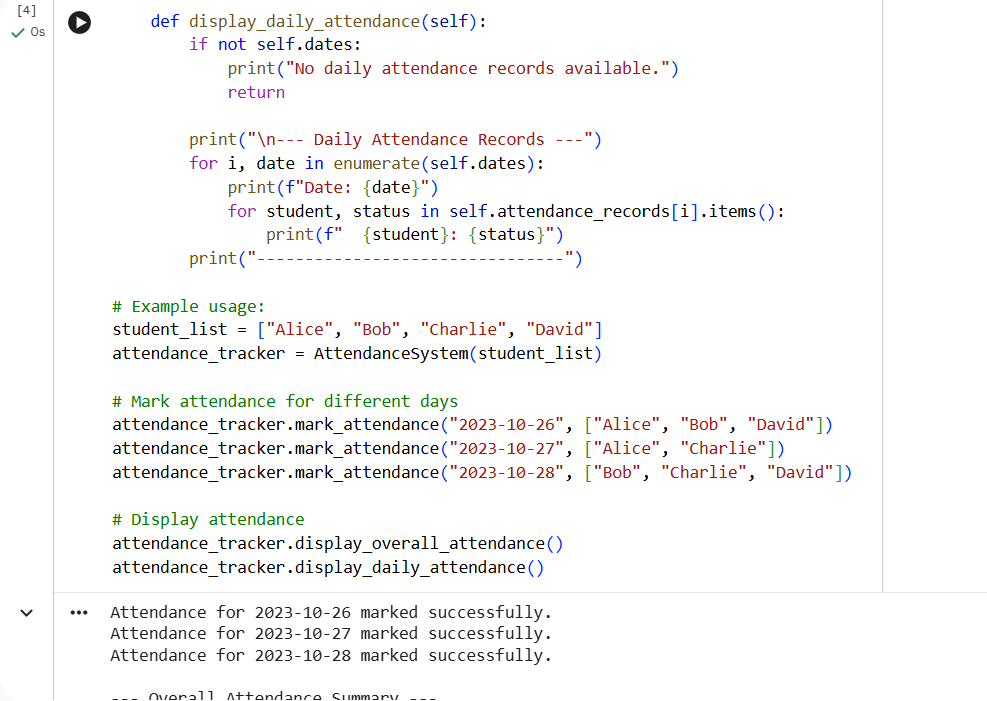 [4]
0s
    def display_daily_attendance(self):
        if not self.dates:
            print("No daily attendance records available.")
            return

        print("\n--- Daily Attendance Records ---")
        for i, date in enumerate(self.dates):
            print(f"Date: {date}")
            for student, status in self.attendance_records[i].items():
                print(f"  {student}: {status}")
        print("--------------------------------")

# Example usage:
student_list = ["Alice", "Bob", "Charlie", "David"]
attendance_tracker = AttendanceSystem(student_list)

# Mark attendance for different days
attendance_tracker.mark_attendance("2023-10-26", ["Alice", "Bob", "David"])
attendance_tracker.mark_attendance("2023-10-27", ["Alice", "Charlie"])
attendance_tracker.mark_attendance("2023-10-28", ["Bob", "Charlie", "David"])

# Display attendance
attendance_tracker.display_overall_attendance()
attendance_tracker.display_daily_attendance()
Attendance for 2023-10-26 marked successfully.
Attendance for 2023-10-27 marked successfully.
Attendance for 2023-10-28 marked successfully.

--- Overall Attendance Summary ---